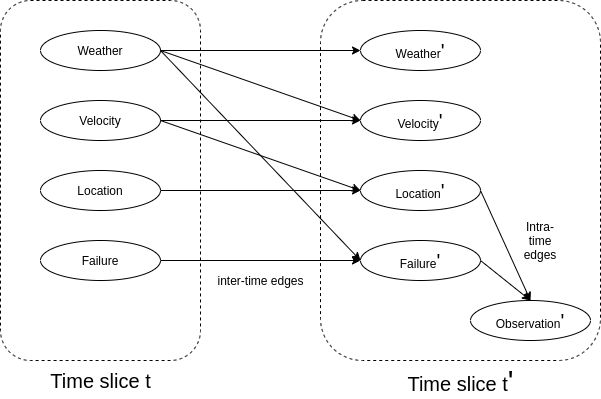 Weather
Weather'
Velocity
Velocity'
Location
Location'
Failure
Failure'
Intra-
time
edges
inter-time edges
Observation'
Time slice t
Time slice t'